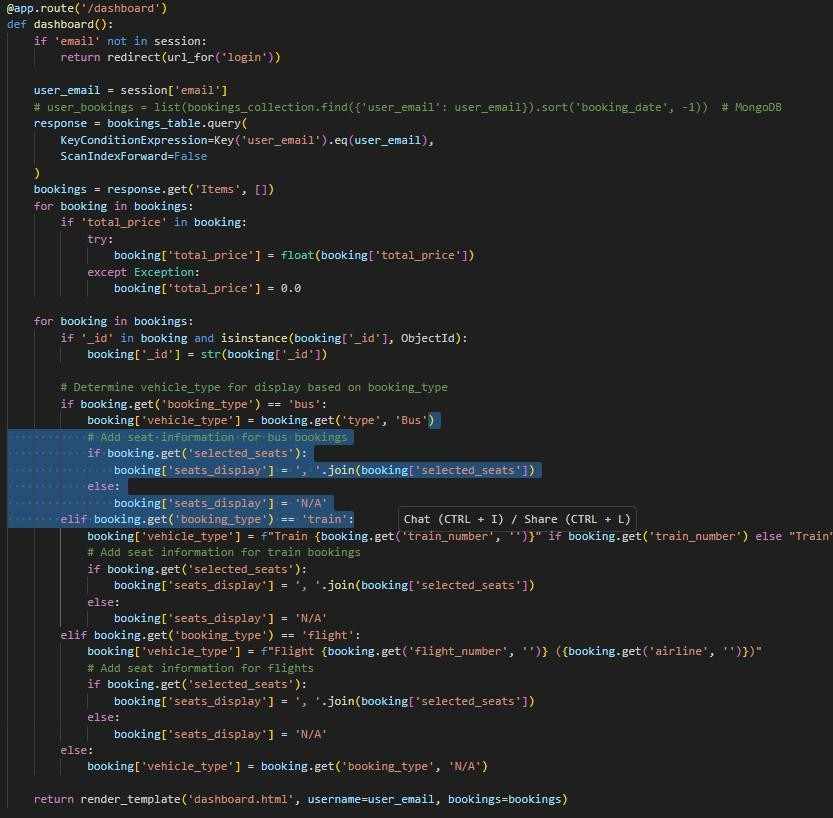 @app.route('/dashboard')
def dashboard():
    if 'email' not in session:
        return redirect(url_for('login'))

    user_email = session['email']
    # user_bookings = list(bookings_collection.find({'user_email': user_email}).sort('booking_date', -1))  # MongoDB
    response = bookings_table.query(
        KeyConditionExpression=Key('user_email').eq(user_email),
        ScanIndexForward=False
    )
    bookings = response.get('Items', [])
    for booking in bookings:
        if 'total_price' in booking:
            try:
                booking['total_price'] = float(booking['total_price'])
            except Exception:
                booking['total_price'] = 0.0

    for booking in bookings:
        if '_id' in booking and isinstance(booking['_id'], ObjectId):
            booking['_id'] = str(booking['_id'])

        # Determine vehicle_type for display based on booking_type
        if booking.get('booking_type') == 'bus':
            booking['vehicle_type'] = booking.get('type', 'Bus')
            # Add seat information for bus bookings
            if booking.get('selected_seats'):
                booking['seats_display'] = ', '.join(booking['selected_seats'])
            else:
                booking['seats_display'] = 'N/A'
        elif booking.get('booking_type') == 'train':
Chat (CTRL + I) / Share (CTRL + L)
            booking['vehicle_type'] = f"Train {booking.get('train_number', '')}" if booking.get('train_number') else "Train"
            # Add seat information for train bookings
            if booking.get('selected_seats'):
                booking['seats_display'] = ', '.join(booking['selected_seats'])
            else:
                booking['seats_display'] = 'N/A'
        elif booking.get('booking_type') == 'flight':
            booking['vehicle_type'] = f"Flight {booking.get('flight_number', '')} ({booking.get('airline', '')})"
            # Add seat information for flights
            if booking.get('selected_seats'):
                booking['seats_display'] = ', '.join(booking['selected_seats'])
            else:
                booking['seats_display'] = 'N/A'
        else:
            booking['vehicle_type'] = booking.get('booking_type', 'N/A')

    return render_template('dashboard.html', username=user_email, bookings=bookings)